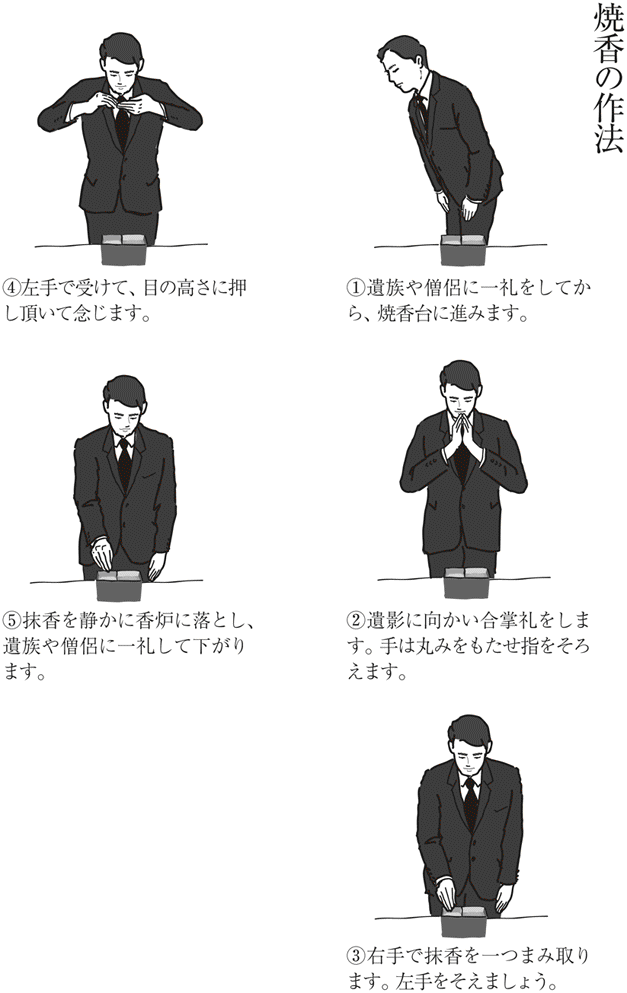 焼香の作法
①遺族や僧侶に一礼をしてか
ら、焼香台に進みます。
②遺影に向かい合掌礼をしま
す。手は丸みをもたせ指をそろ
えます。
③右手で抹香を一つまみ取り
ます。左手をそえましょう。
④左手で受けて、目の高さに押
し頂いて念じます。
⑤抹香を静かに香炉に落とし、
遺族や僧侶に一礼して下がり
ます。